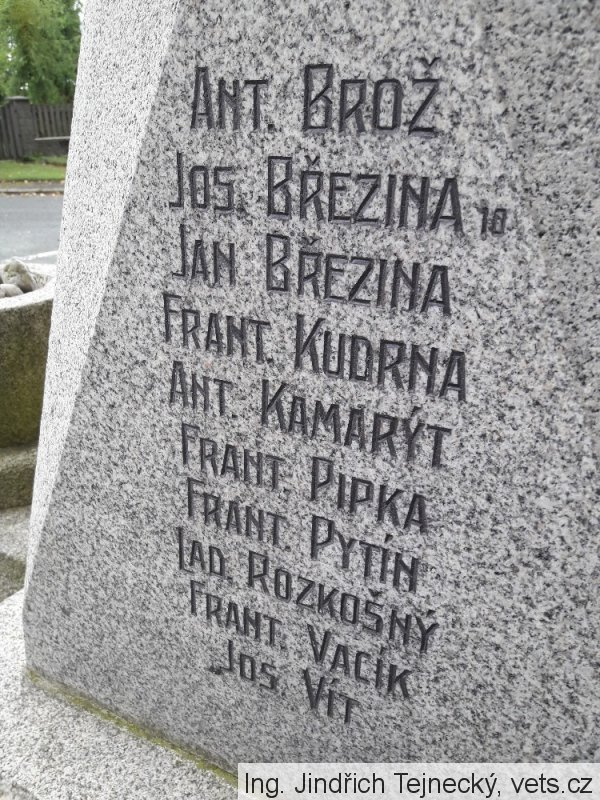 Ant. Brož
Jos. Březina 10
Jan Březina
Frant. Kudrna
Ant. Kamarýt
Frant. Pipka
Frant. Pytín
Lad. Rozkošný
Frant. Vacík
Jos. Vít
Ing. Jindřich Tejnecký, vets.cz